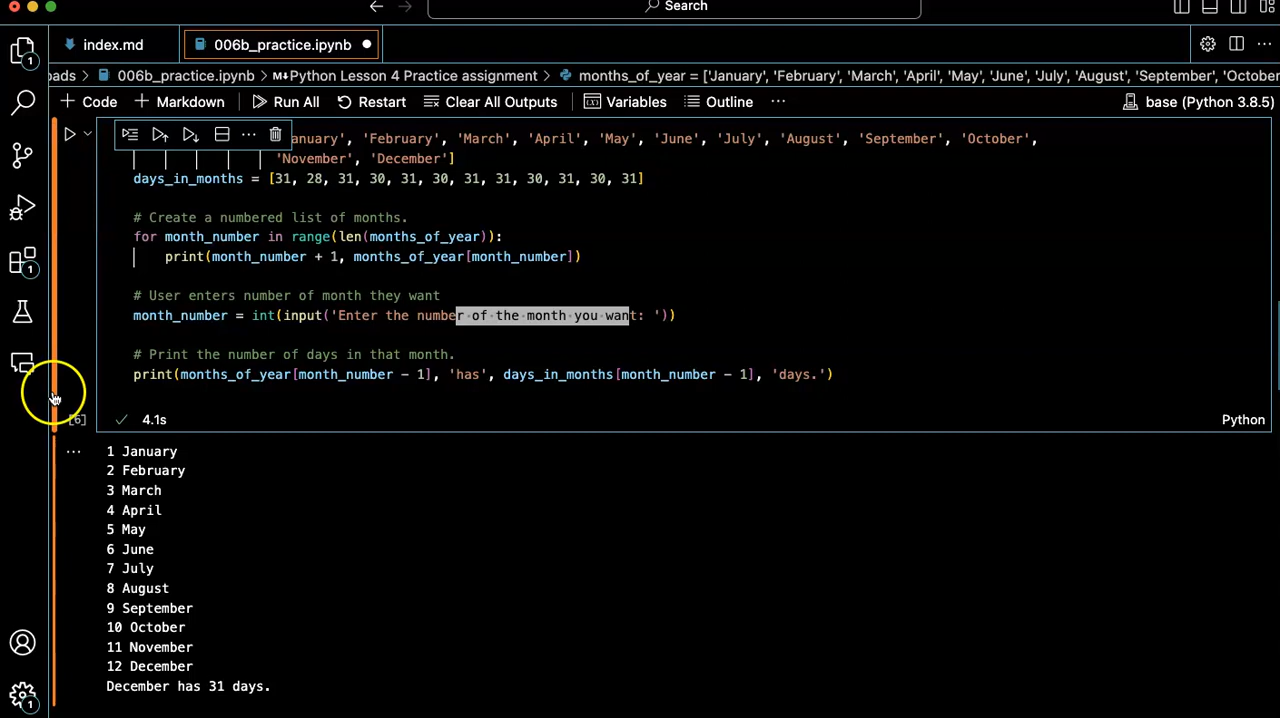 Search
index.md
006b_practice.ipynb
oads > 006b_practice.ipynb > M↓Python Lesson 4 Practice assignment > months_of_year = ['January', 'February', 'March', 'April', 'May', 'June', 'July', 'August', 'September', 'October
+ Code + Markdown Run All Restart Clear All Outputs Variables Outline ... base (Python 3.8.5)
anuary', 'February', 'March', 'April', 'May', 'June', 'July', 'August', 'September', 'October',
'November', 'December']
days_in_months = [31, 28, 31, 30, 31, 30, 31, 31, 30, 31, 30, 31]
# Create a numbered list of months.
for month_number in range(len(months_of_year)):
print(month_number + 1, months_of_year[month_number])
# User enters number of month they want
month_number = int(input('Enter the number of the month you want: '))
# Print the number of days in that month.
print(months_of_year[month_number - 1], 'has', days_in_months[month_number - 1], 'days.')
[6] ✓ 4.1s Python
... 1 January
2 February
3 March
4 April
5 May
6 June
7 July
8 August
9 September
10 October
11 November
12 December
December has 31 days.
1
1
1